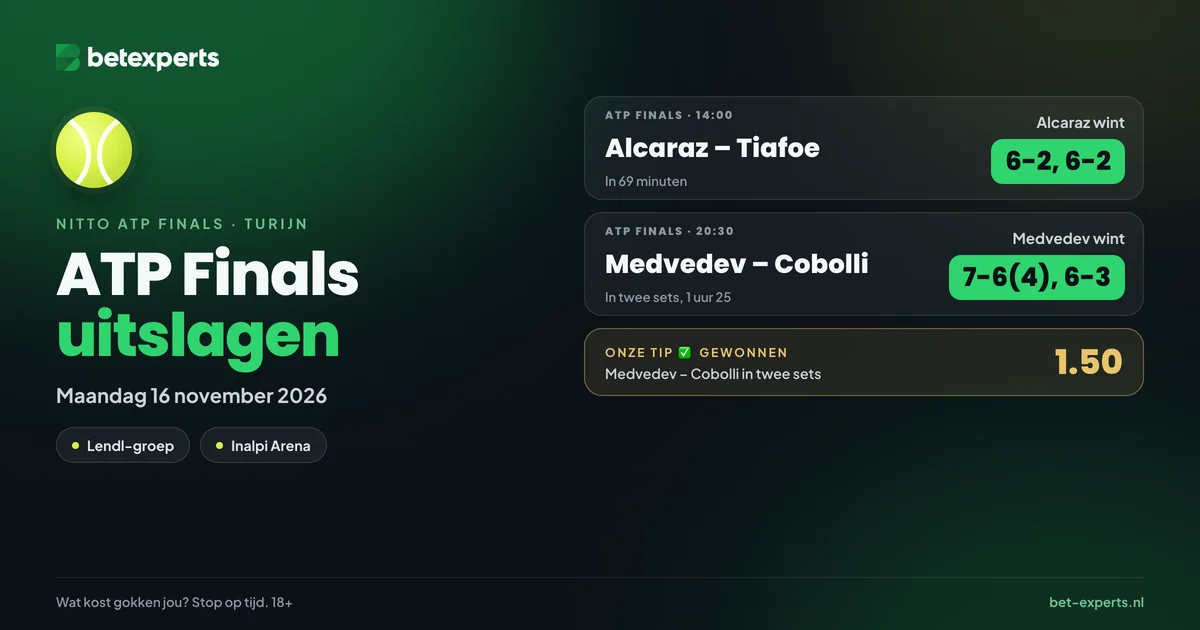 betexperts
NITTO ATP FINALS · TURIJN
ATP Finals
uitslagen
Maandag 16 november 2026
Lendl-groep
Inalpi Arena
ATP FINALS · 14:00
Alcaraz – Tiafoe
In 69 minuten
Alcaraz wint
6-2, 6-2
ATP FINALS · 20:30
Medvedev – Cobolli
In twee sets, 1 uur 25
Medvedev wint
7-6(4), 6-3
ONZE TIP ✅ GEWONNEN
Medvedev – Cobolli in twee sets
1.50
Wat kost gokken jou? Stop op tijd. 18+
bet-experts.nl